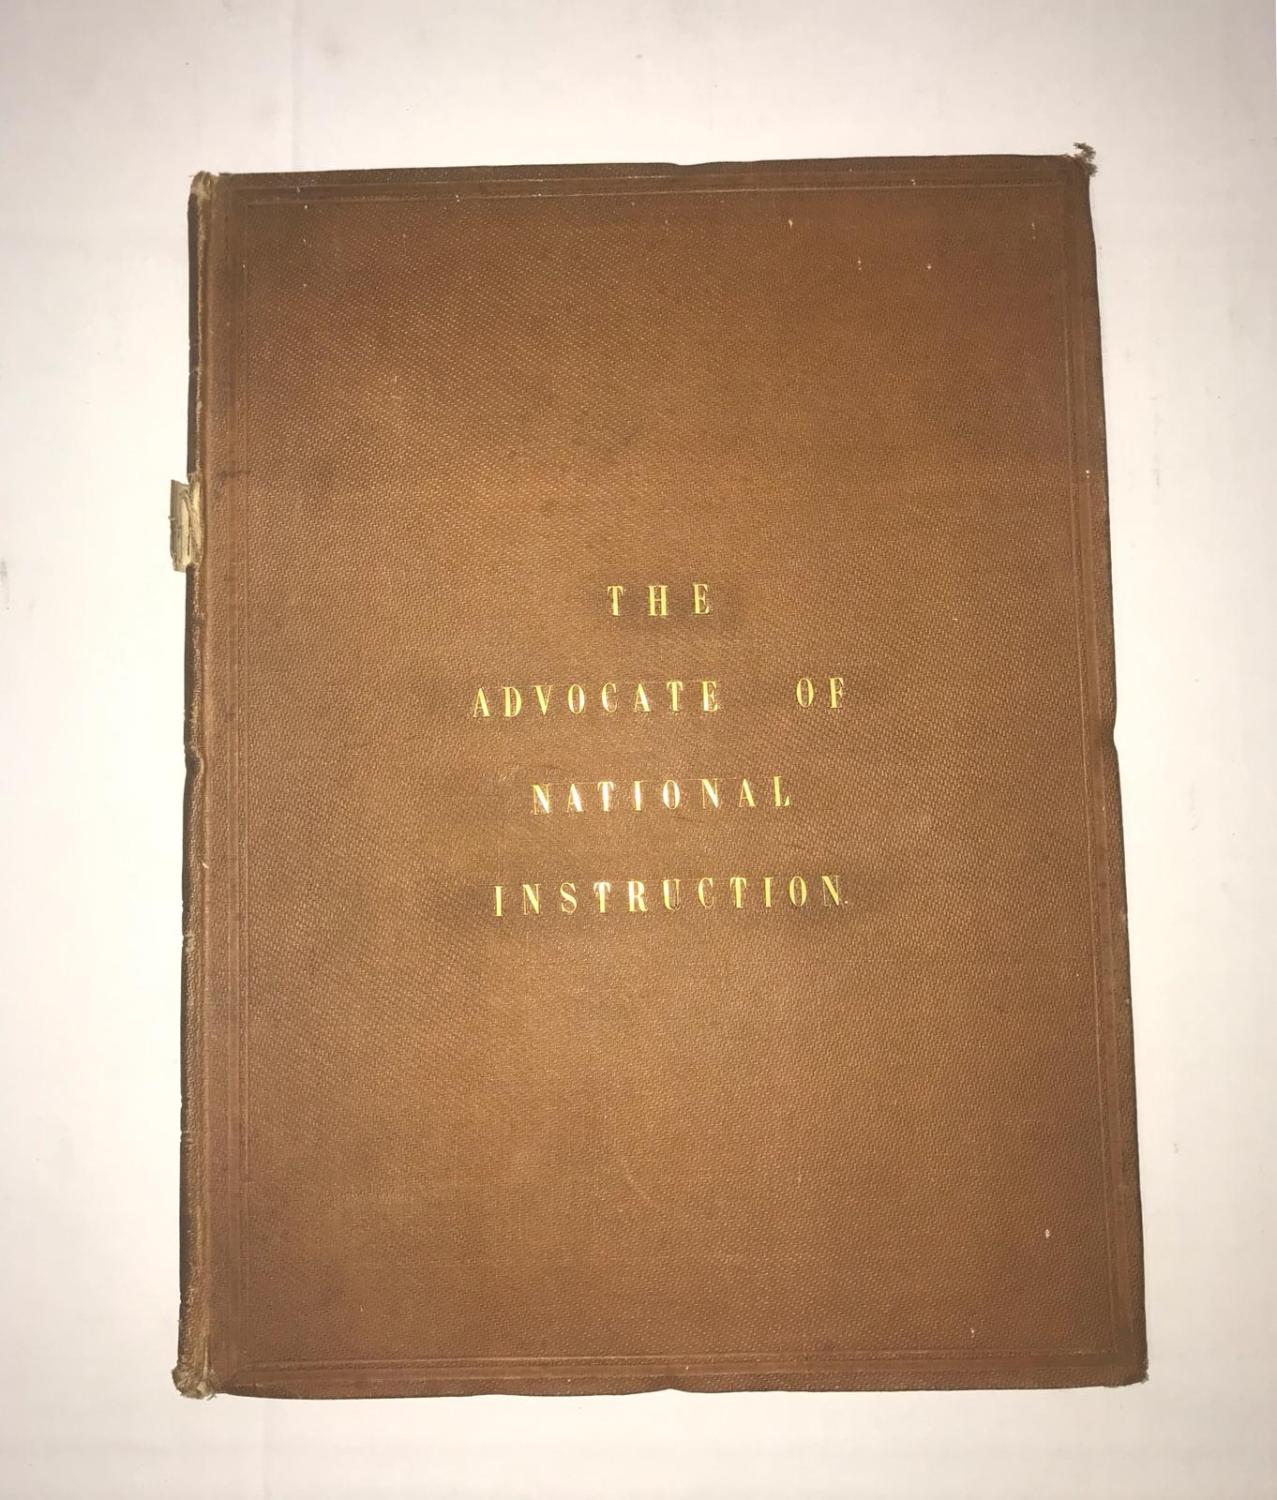 THE
ADVOCATE OF
NATIONAL
INSTRUCTION.